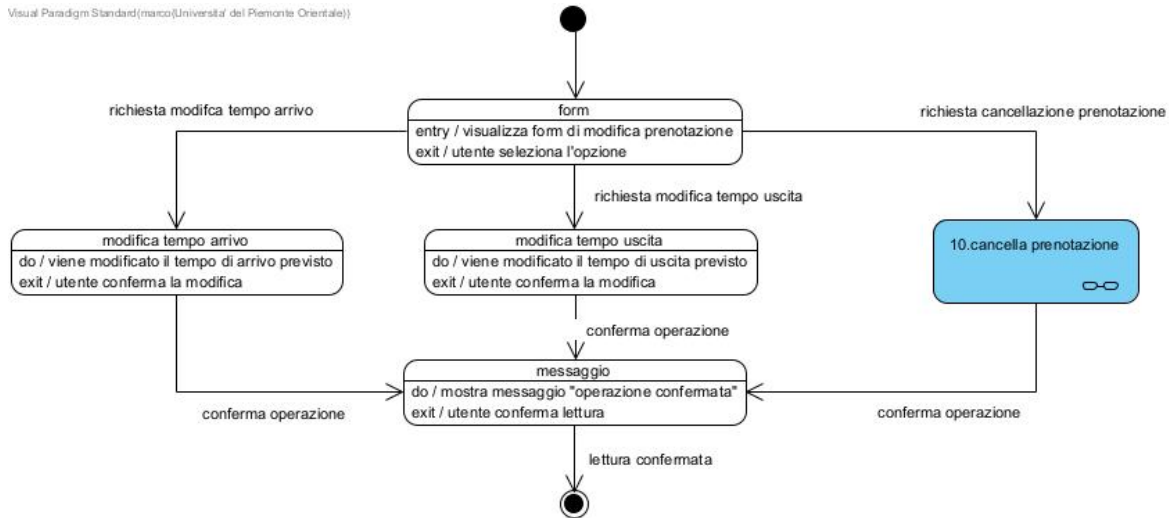 Visual Paradigm Standard(marco(Universita' del Piemonte Orientale))
richiesta modifca tempo arrivo
form
richiesta cancellazione prenotazione
entry / visualizza form di modifica prenotazione
exit / utente seleziona l'opzione
richiesta modifica tempo uscita
modifica tempo arrivo
do / viene modificato il tempo di arrivo previsto
exit / utente conferma la modifica
modifica tempo uscita
do / viene modificato il tempo di uscita previsto
exit / utente conferma la modifica
10.cancella prenotazione
conferma operazione
messaggio
do / mostra messaggio "operazione confermata"
exit / utente conferma lettura
conferma operazione
conferma operazione
lettura confermata